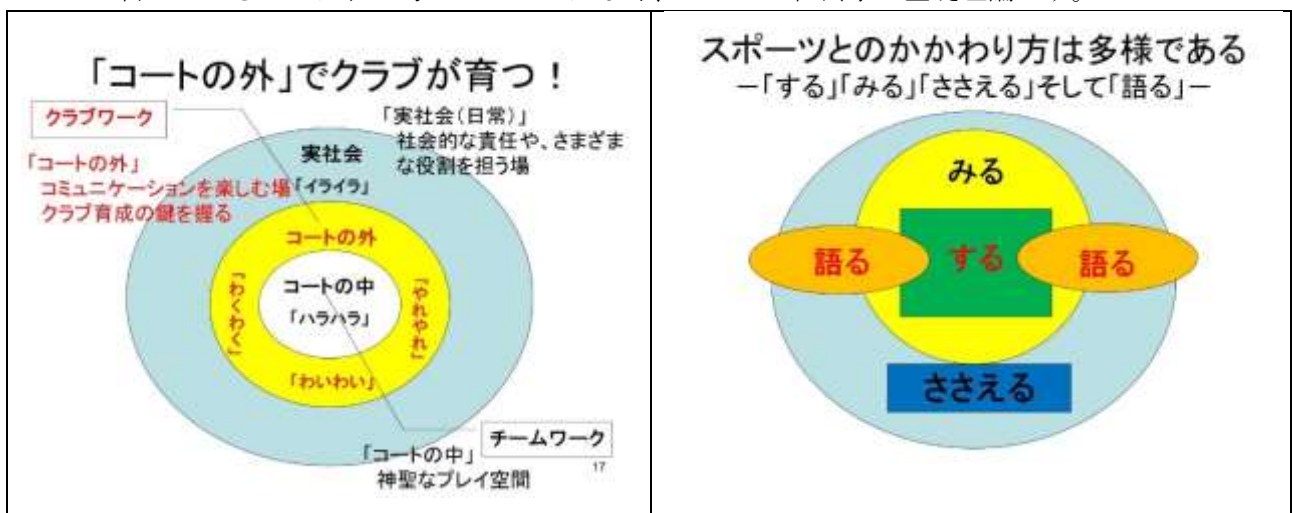 「コートの外」でクラブが育つ！
クラブワーク
「実社会(日常)」
社会的な責任や、さまざま
な役割を担う場
実社会
「イライラ」
「コートの外」
コミュニケーションを楽しむ場
クラブ育成の鍵を握る
コートの外
「わくわく」
コートの中
「ハラハラ」
「やれやれ」
「わいわい」
チームワーク
「コートの中」
神聖なプレイ空間
17
スポーツとのかかわり方は多様である
－「する」「みる」「ささえる」そして「語る」－
みる
語る
する
語る
ささえる